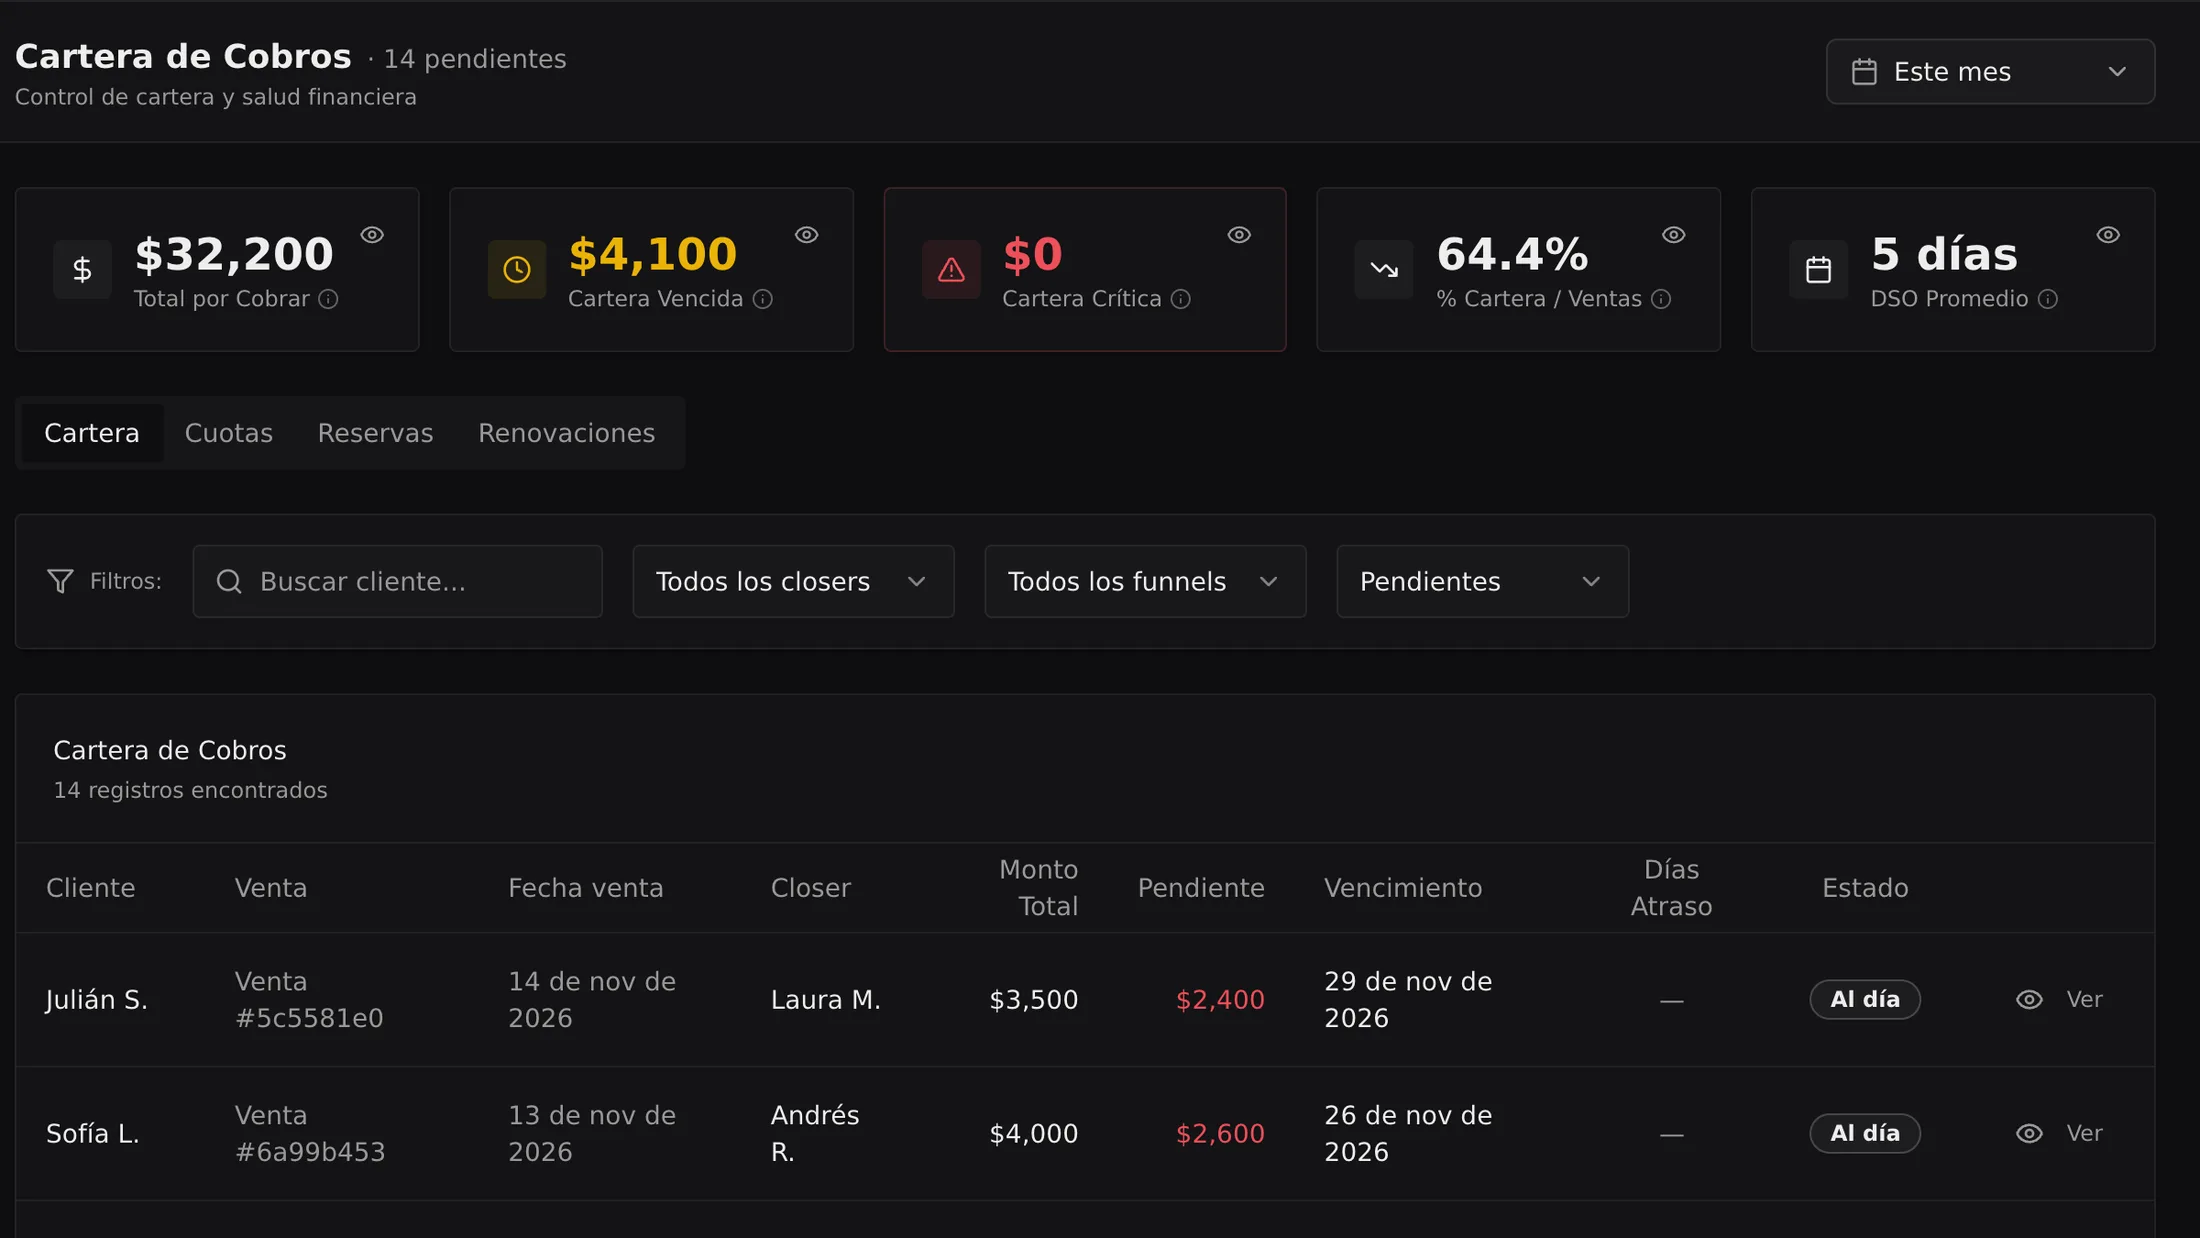 Cartera de Cobros · 14 pendientes
Control de cartera y salud financiera
Este mes
$32,200
Total por Cobrar
$4,100
Cartera Vencida
$0
Cartera Crítica
64.4%
% Cartera / Ventas
5 días
DSO Promedio
Cartera Cuotas Reservas Renovaciones
Filtros: Buscar cliente... Todos los closers Todos los funnels Pendientes
Cartera de Cobros
14 registros encontrados
Cliente Venta Fecha venta Closer Monto Total Pendiente Vencimiento Días Atraso Estado
Julián S. Venta #5c5581e0 14 de nov de 2026 Laura M. $3,500 $2,400 29 de nov de 2026 — Al día Ver
Sofía L. Venta #6a99b453 13 de nov de 2026 Andrés R. $4,000 $2,600 26 de nov de 2026 — Al día Ver